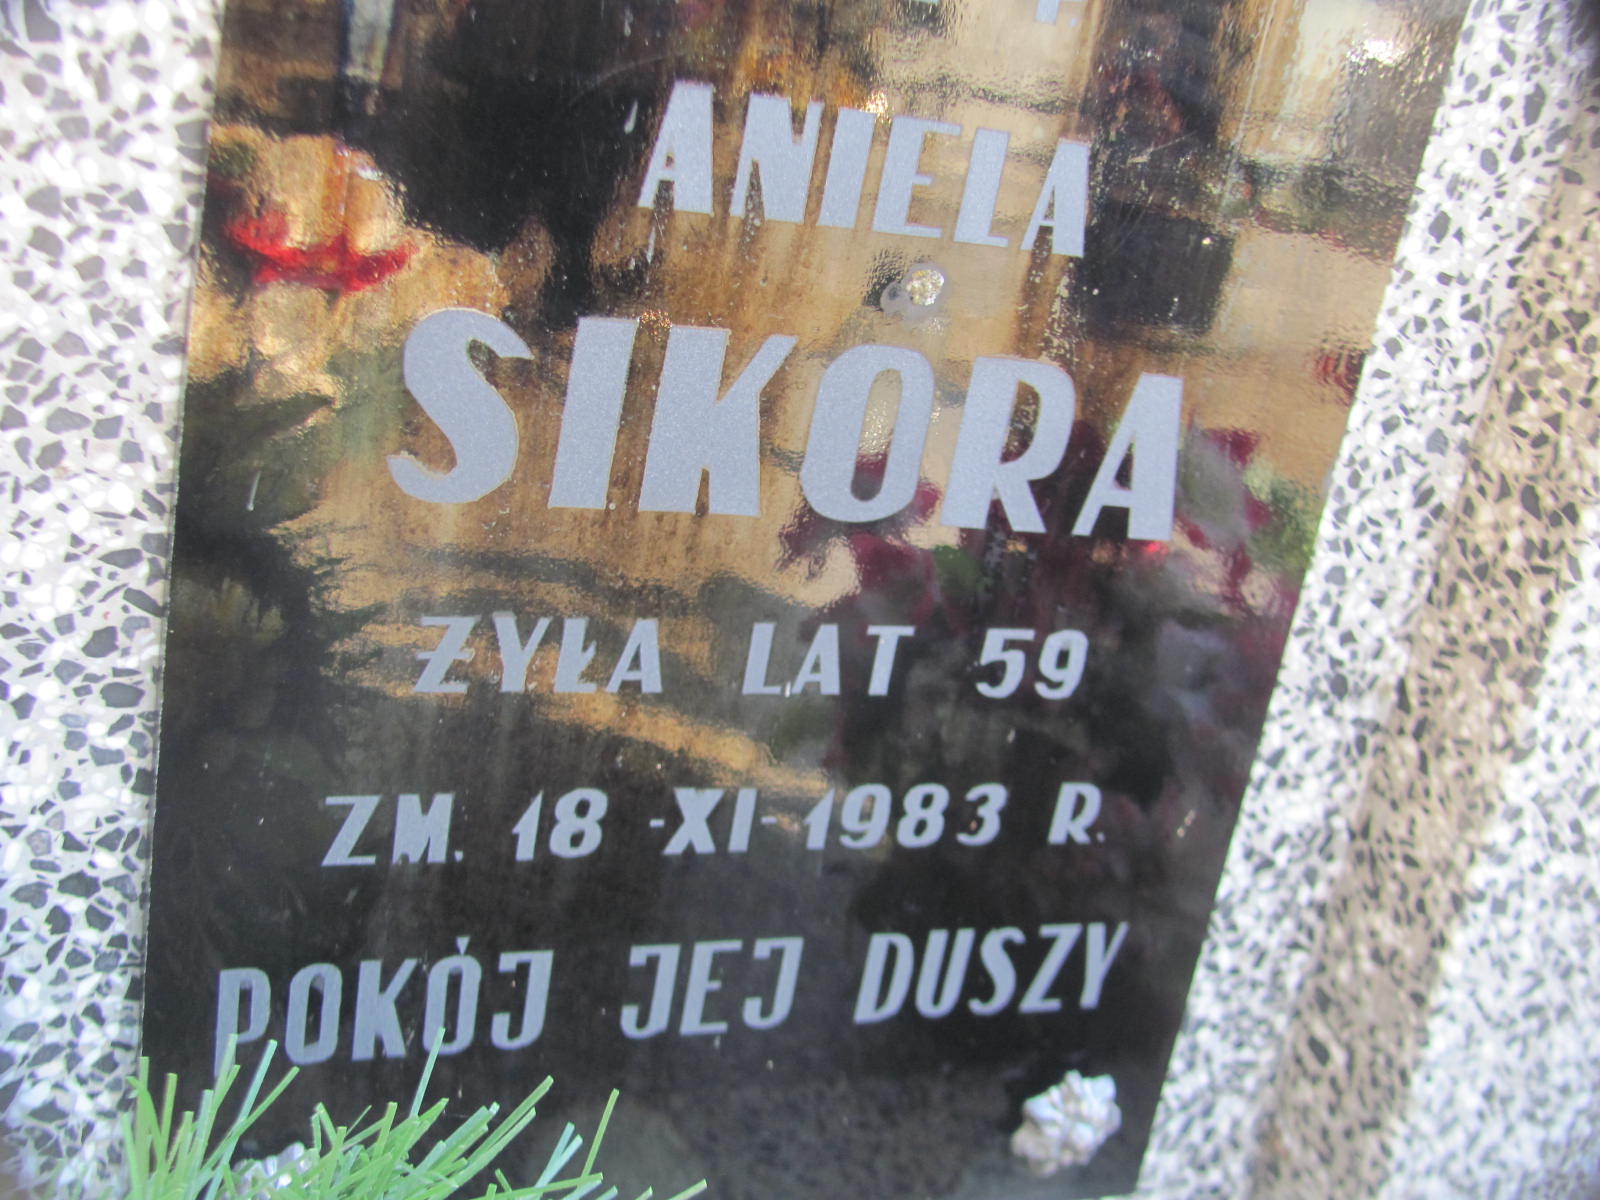 ANIELA
SIKORA
ŻYŁA LAT 59
ZM. 18 -XI- 1983 R.
POKÓJ JEJ DUSZY